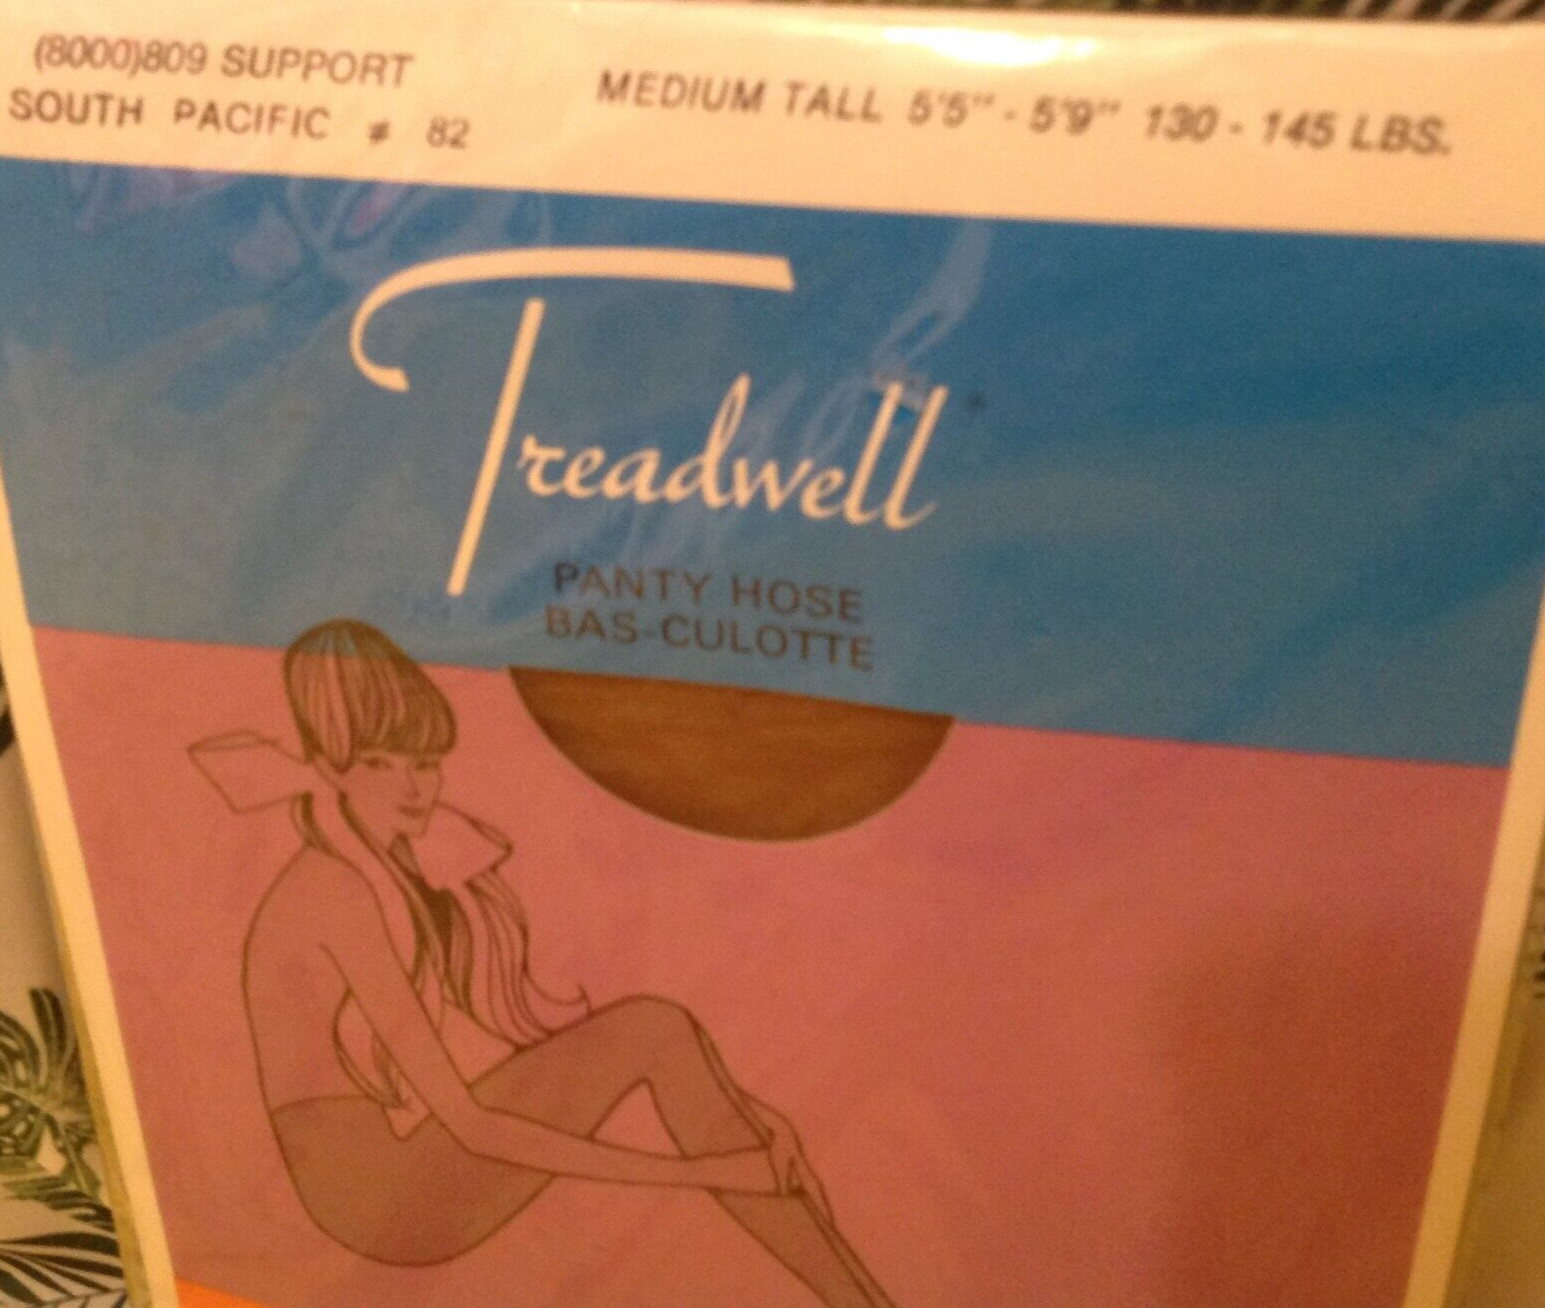 (8000)809 SUPPORT
SOUTH PACIFIC # 82
MEDIUM TALL 5'5" - 5'9" 130 - 145 LBS.
Treadwell
PANTY HOSE
BAS-CULOTTE